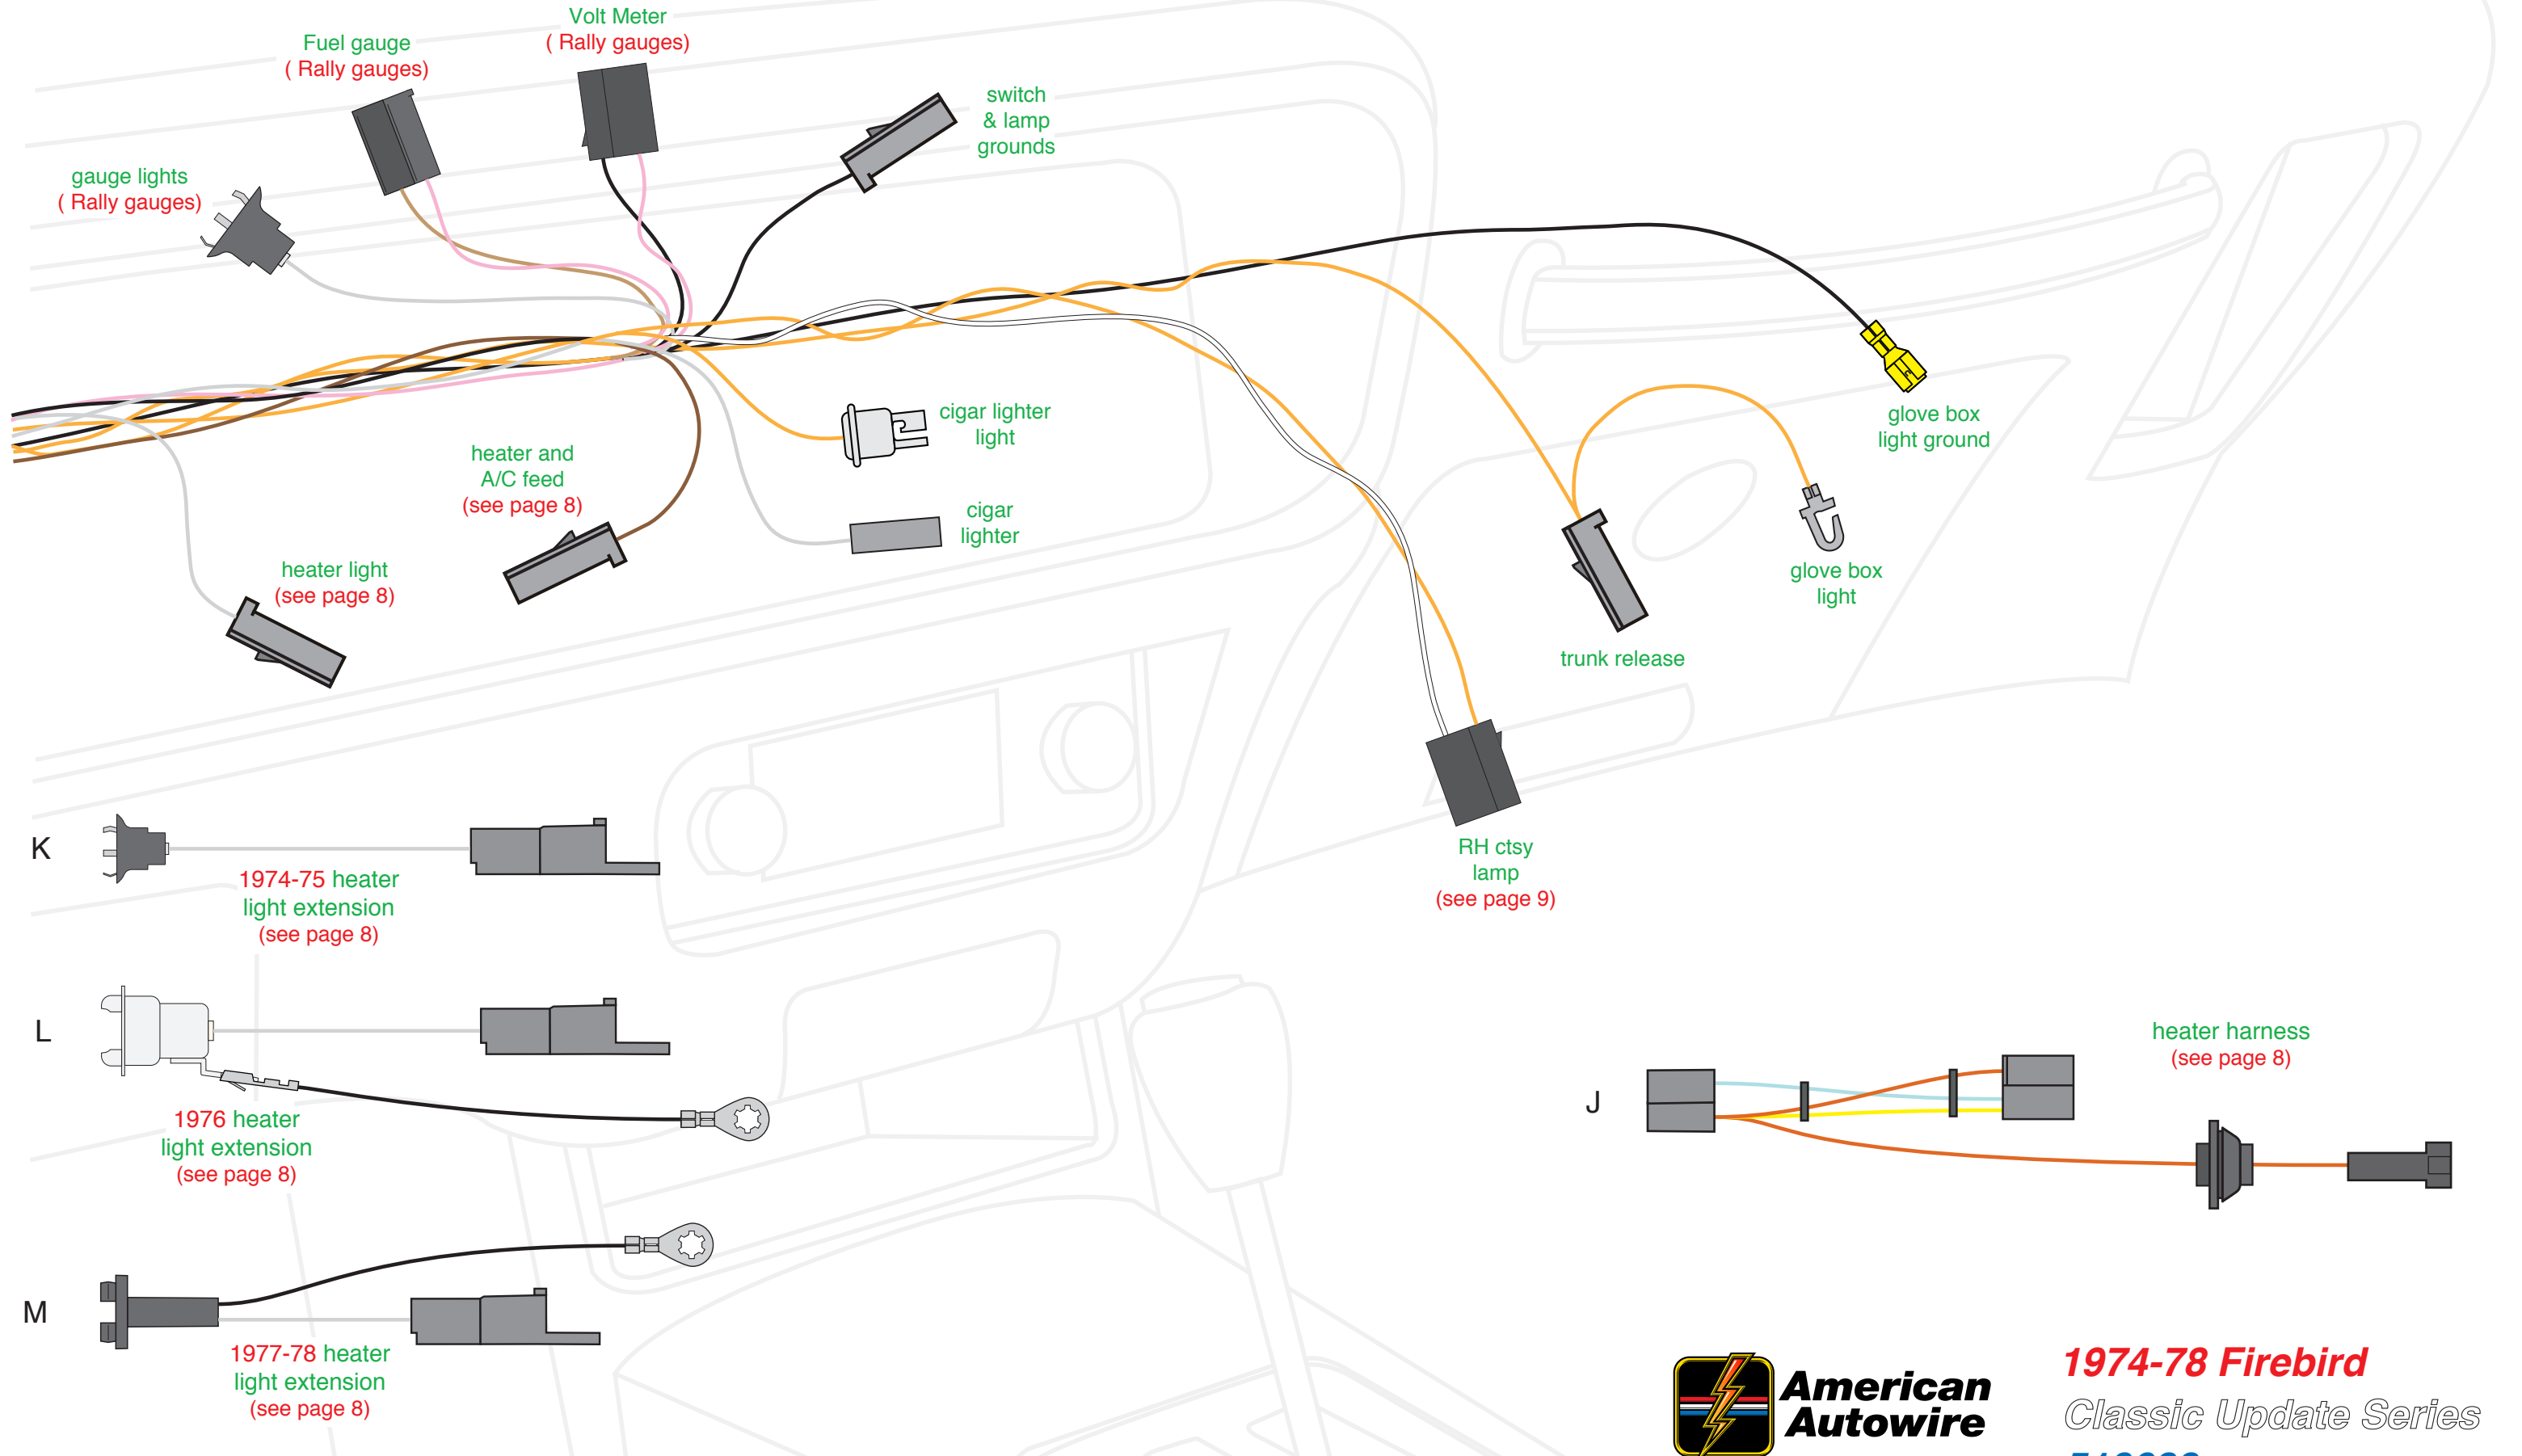 Volt Meter
( Rally gauges)
Fuel gauge
( Rally gauges)
switch
& lamp
grounds
gauge lights
( Rally gauges)
cigar lighter
light
glove box
light ground
heater and
A/C feed
(see page 8)
cigar
lighter
heater light
(see page 8)
glove box
light
trunk release
RH ctsy
lamp
(see page 9)
K
1974-75 heater
light extension
(see page 8)
L
1976 heater
light extension
(see page 8)
heater harness
(see page 8)
J
M
1977-78 heater
light extension
(see page 8)
American
Autowire
1974-78 Firebird
Classic Update Series